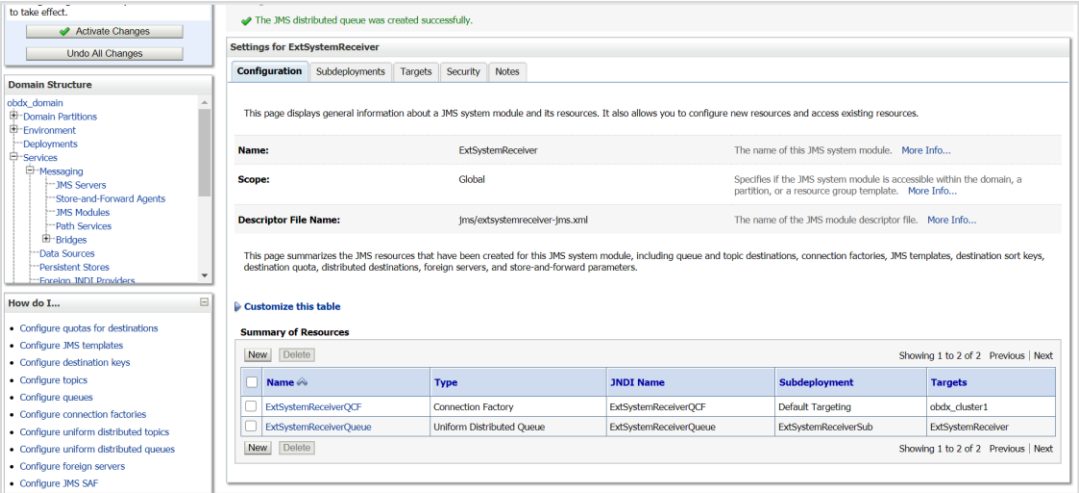 to take effect.
Activate Changes
Undo All Changes
Domain Structure
obdx_domain
Domain Partitions
Environment
Deployments
Services
Messaging
JMS Servers
Store-and-Forward Agents
JMS Modules
Path Services
Bridges
Data Sources
Persistent Stores
Foreign JNDI Providers
How do I...
Configure quotas for destinations
Configure JMS templates
Configure destination keys
Configure topics
Configure queues
Configure connection factories
Configure uniform distributed topics
Configure uniform distributed queues
Configure foreign servers
Configure JMS SAF
The JMS distributed queue was created successfully.
Settings for ExtSystemReceiver
Configuration Subdeployments Targets Security Notes
This page displays general information about a JMS system module and its resources. It also allows you to configure new resources and access existing resources.
Name: ExtSystemReceiver The name of this JMS system module. More Info...
Scope: Global Specifies if the JMS system module is accessible within the domain, a
partition, or a resource group template. More Info...
Descriptor File Name: jms/extsystemreceiver-jms.xml The name of the JMS module descriptor file. More Info...
This page summarizes the JMS resources that have been created for this JMS system module, including queue and topic destinations, connection factories, JMS templates, destination sort keys,
destination quota, distributed destinations, foreign servers, and store-and-forward parameters.
Customize this table
Summary of Resources
New Delete Showing 1 to 2 of 2 Previous | Next
Name Type JNDI Name Subdeployment Targets
ExtSystemReceiverQCF Connection Factory ExtSystemReceiverQCF Default Targeting obdx_cluster1
ExtSystemReceiverQueue Uniform Distributed Queue ExtSystemReceiverQueue ExtSystemReceiverSub ExtSystemReceiver
New Delete Showing 1 to 2 of 2 Previous | Next